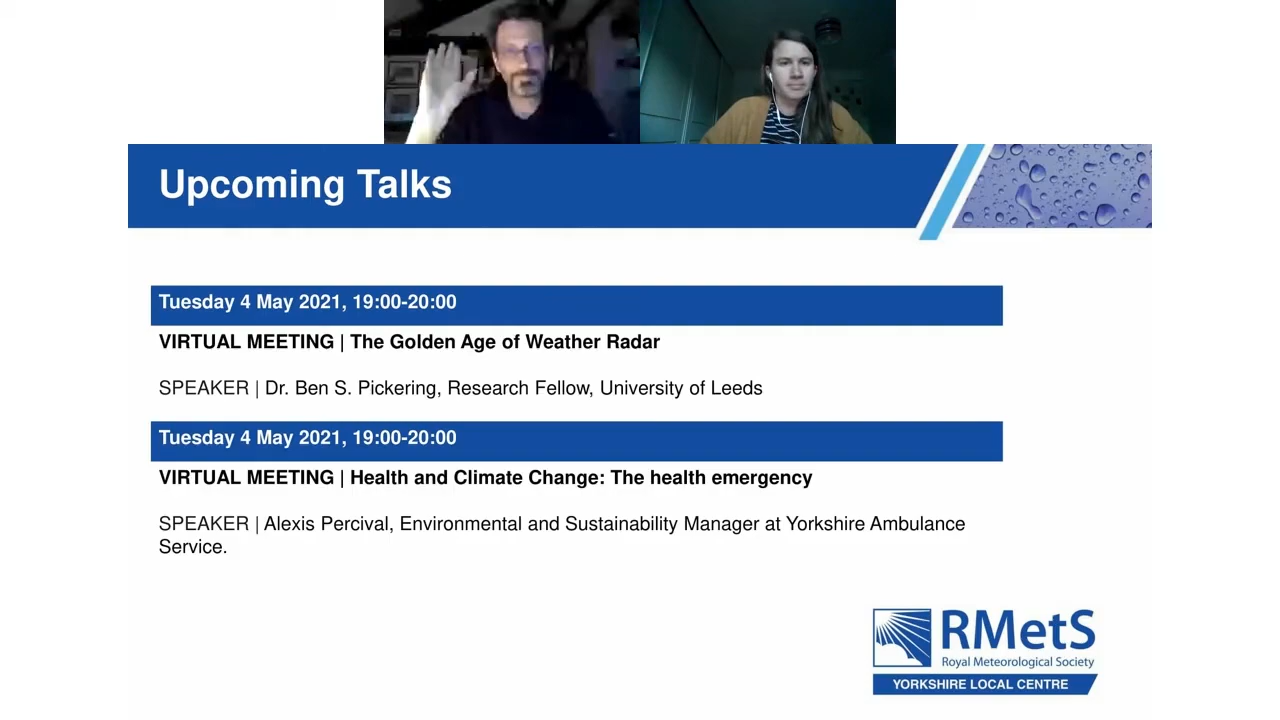 Upcoming Talks
Tuesday 4 May 2021, 19:00-20:00
VIRTUAL MEETING | The Golden Age of Weather Radar
SPEAKER | Dr. Ben S. Pickering, Research Fellow, University of Leeds
Tuesday 4 May 2021, 19:00-20:00
VIRTUAL MEETING | Health and Climate Change: The health emergency
SPEAKER | Alexis Percival, Environmental and Sustainability Manager at Yorkshire Ambulance
Service.
RMetS
Royal Meteorological Society
YORKSHIRE LOCAL CENTRE